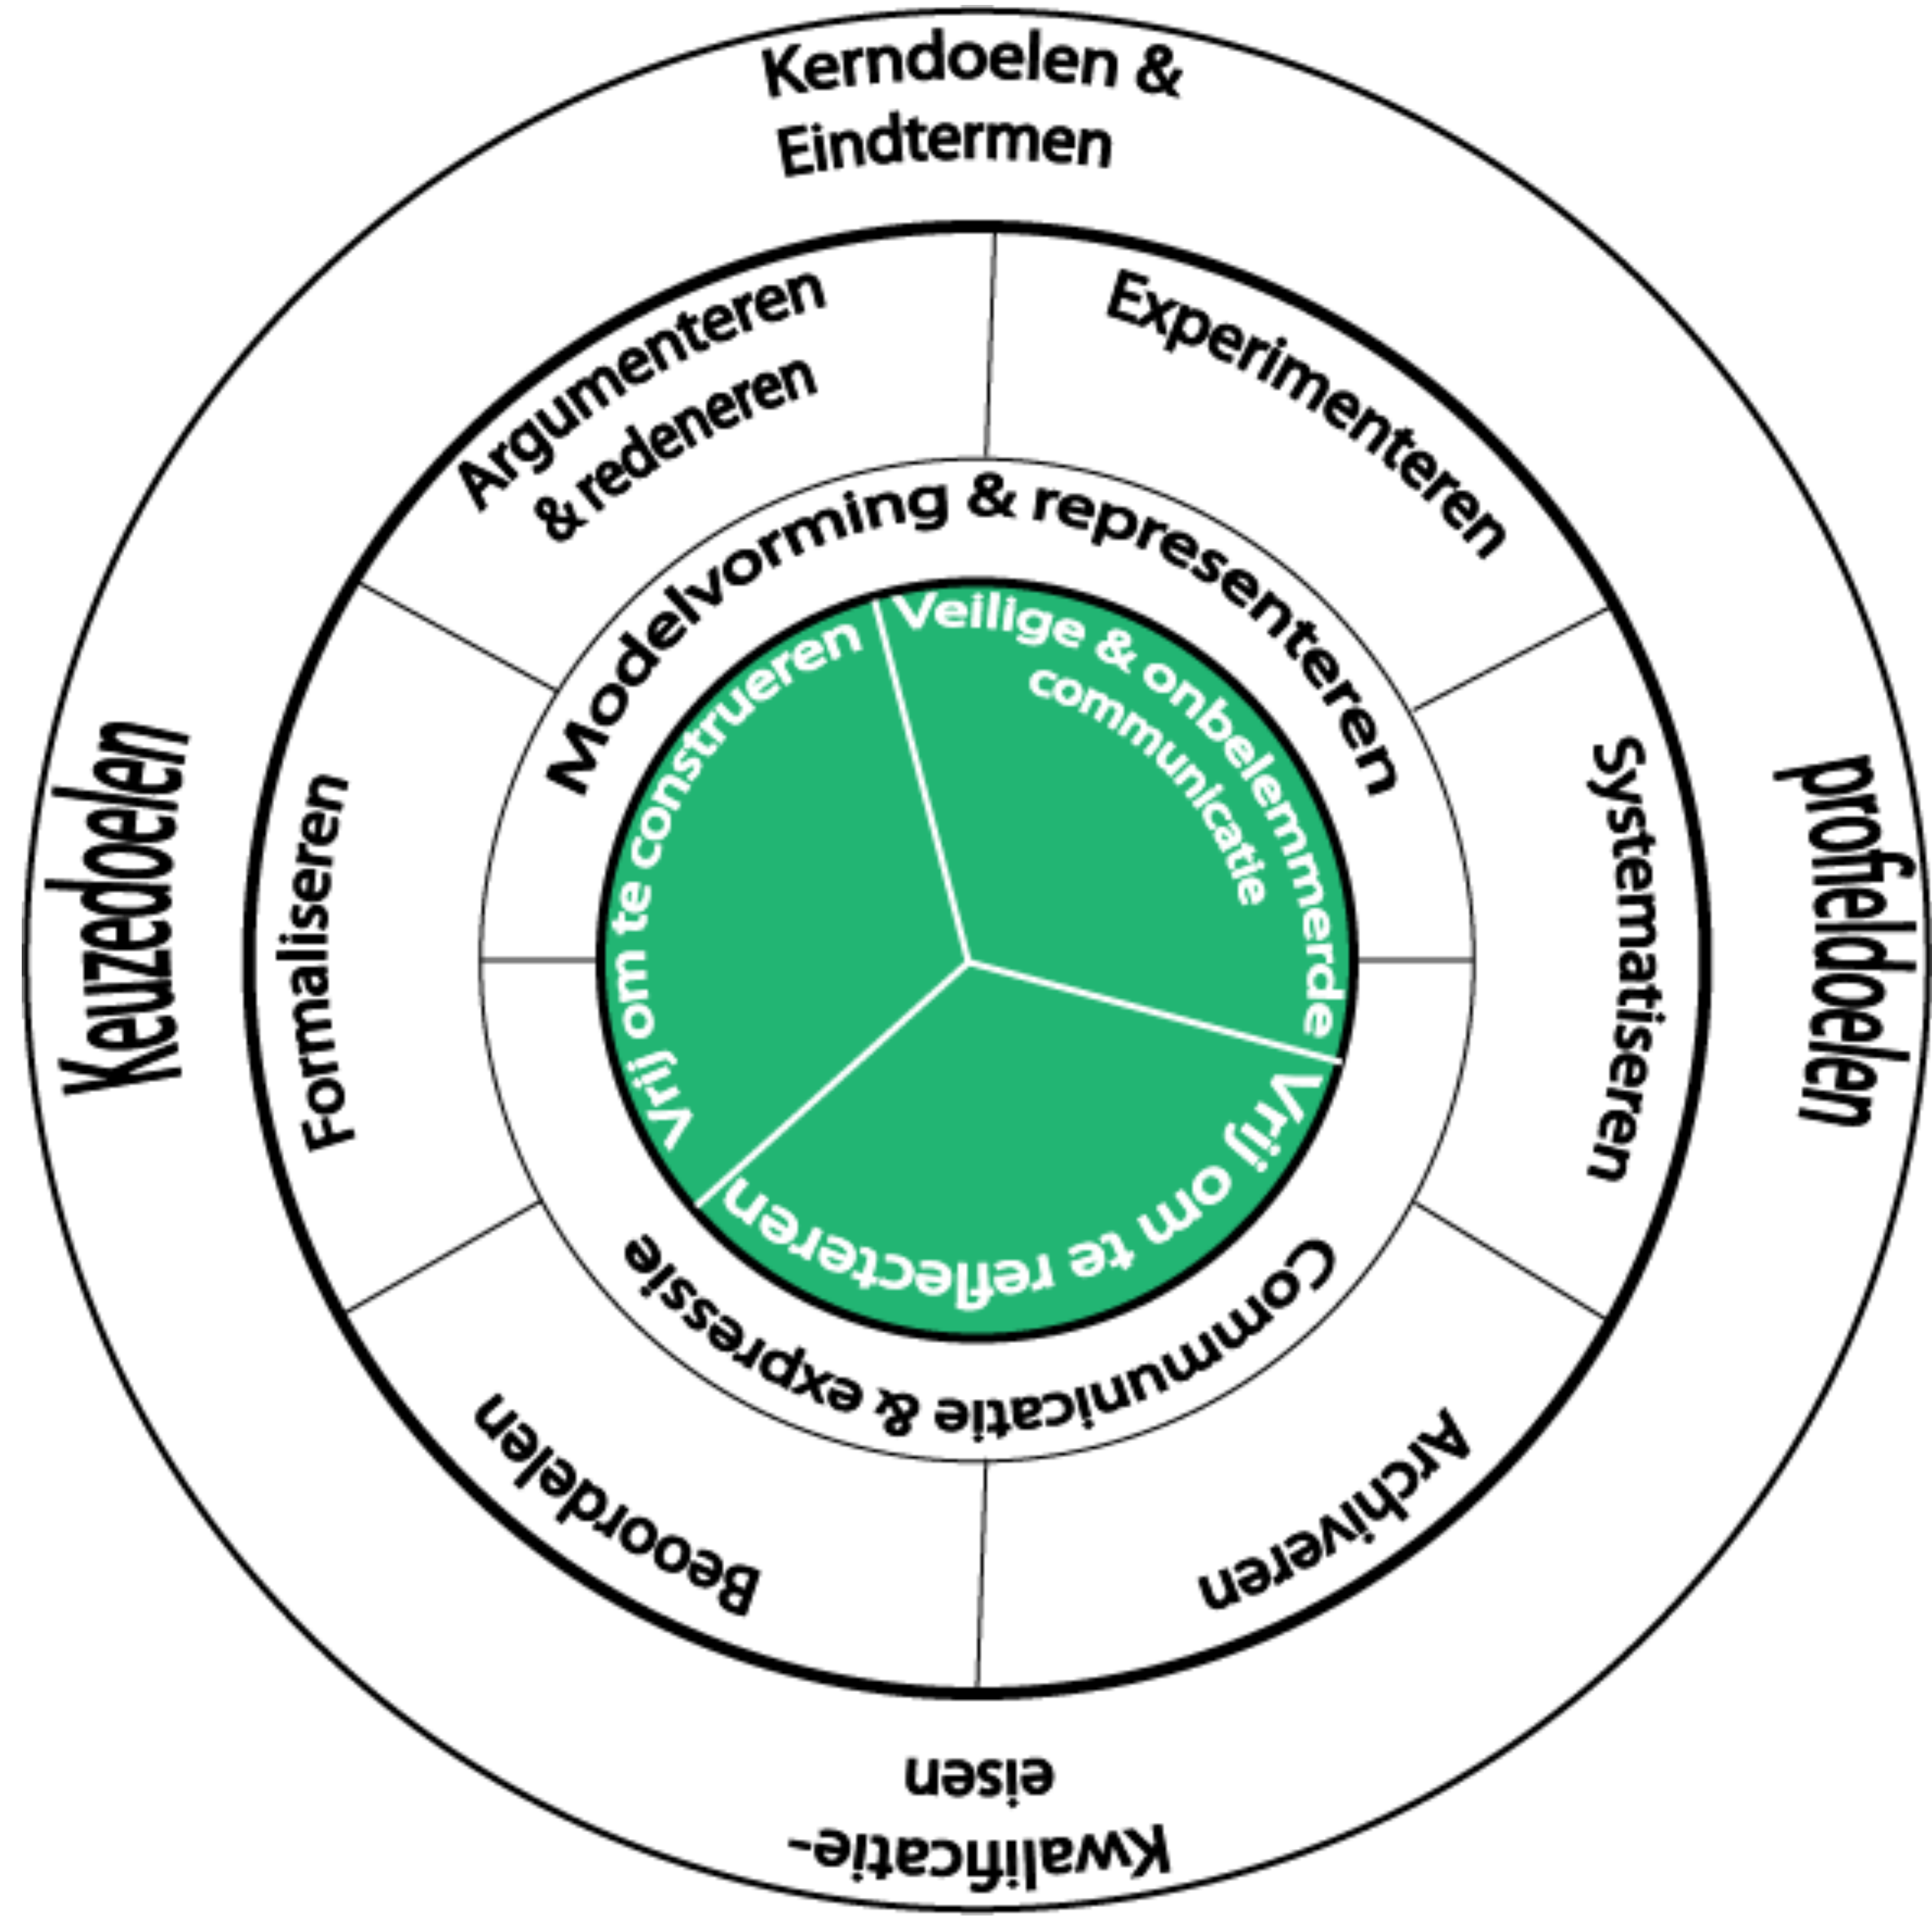 Kerndoelen &
Eindtermen
Argumenteren
& redeneren
Experimenteren
Modelvorming & representeren
Veilige & onbelemmerde
communicatie
Vrij om te construeren
Keuzedoelen
Formaliseren
Systematiseren
profieldoelen
Vrij om te reflecteren
Communicatie & expressie
Beoordelen
Archiveren
Kwalificatie-
eisen